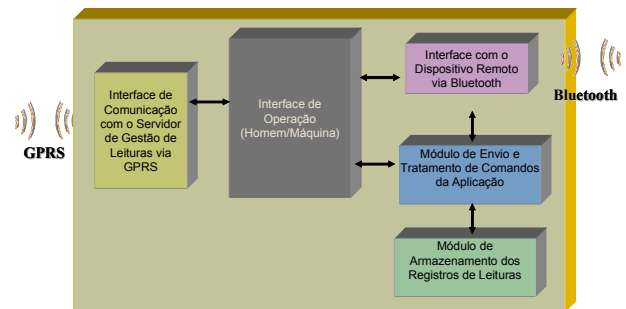 Interface de
Comunicação
com o Servidor
de Gestão de
Leituras via
GPRS
Interface de
Operação
(Homem/Máquina)
Interface com o
Dispositivo Remoto
via Bluetooth
Módulo de Envio e
Tratamento de Comandos
da Aplicação
Módulo de
Armazenamento dos
Registros de Leituras
GPRS
Bluetooth